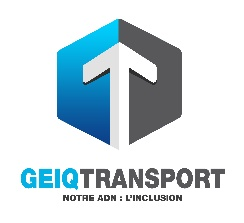 GEIQTRANSPORT
NOTRE ADN : L'INCLUSION